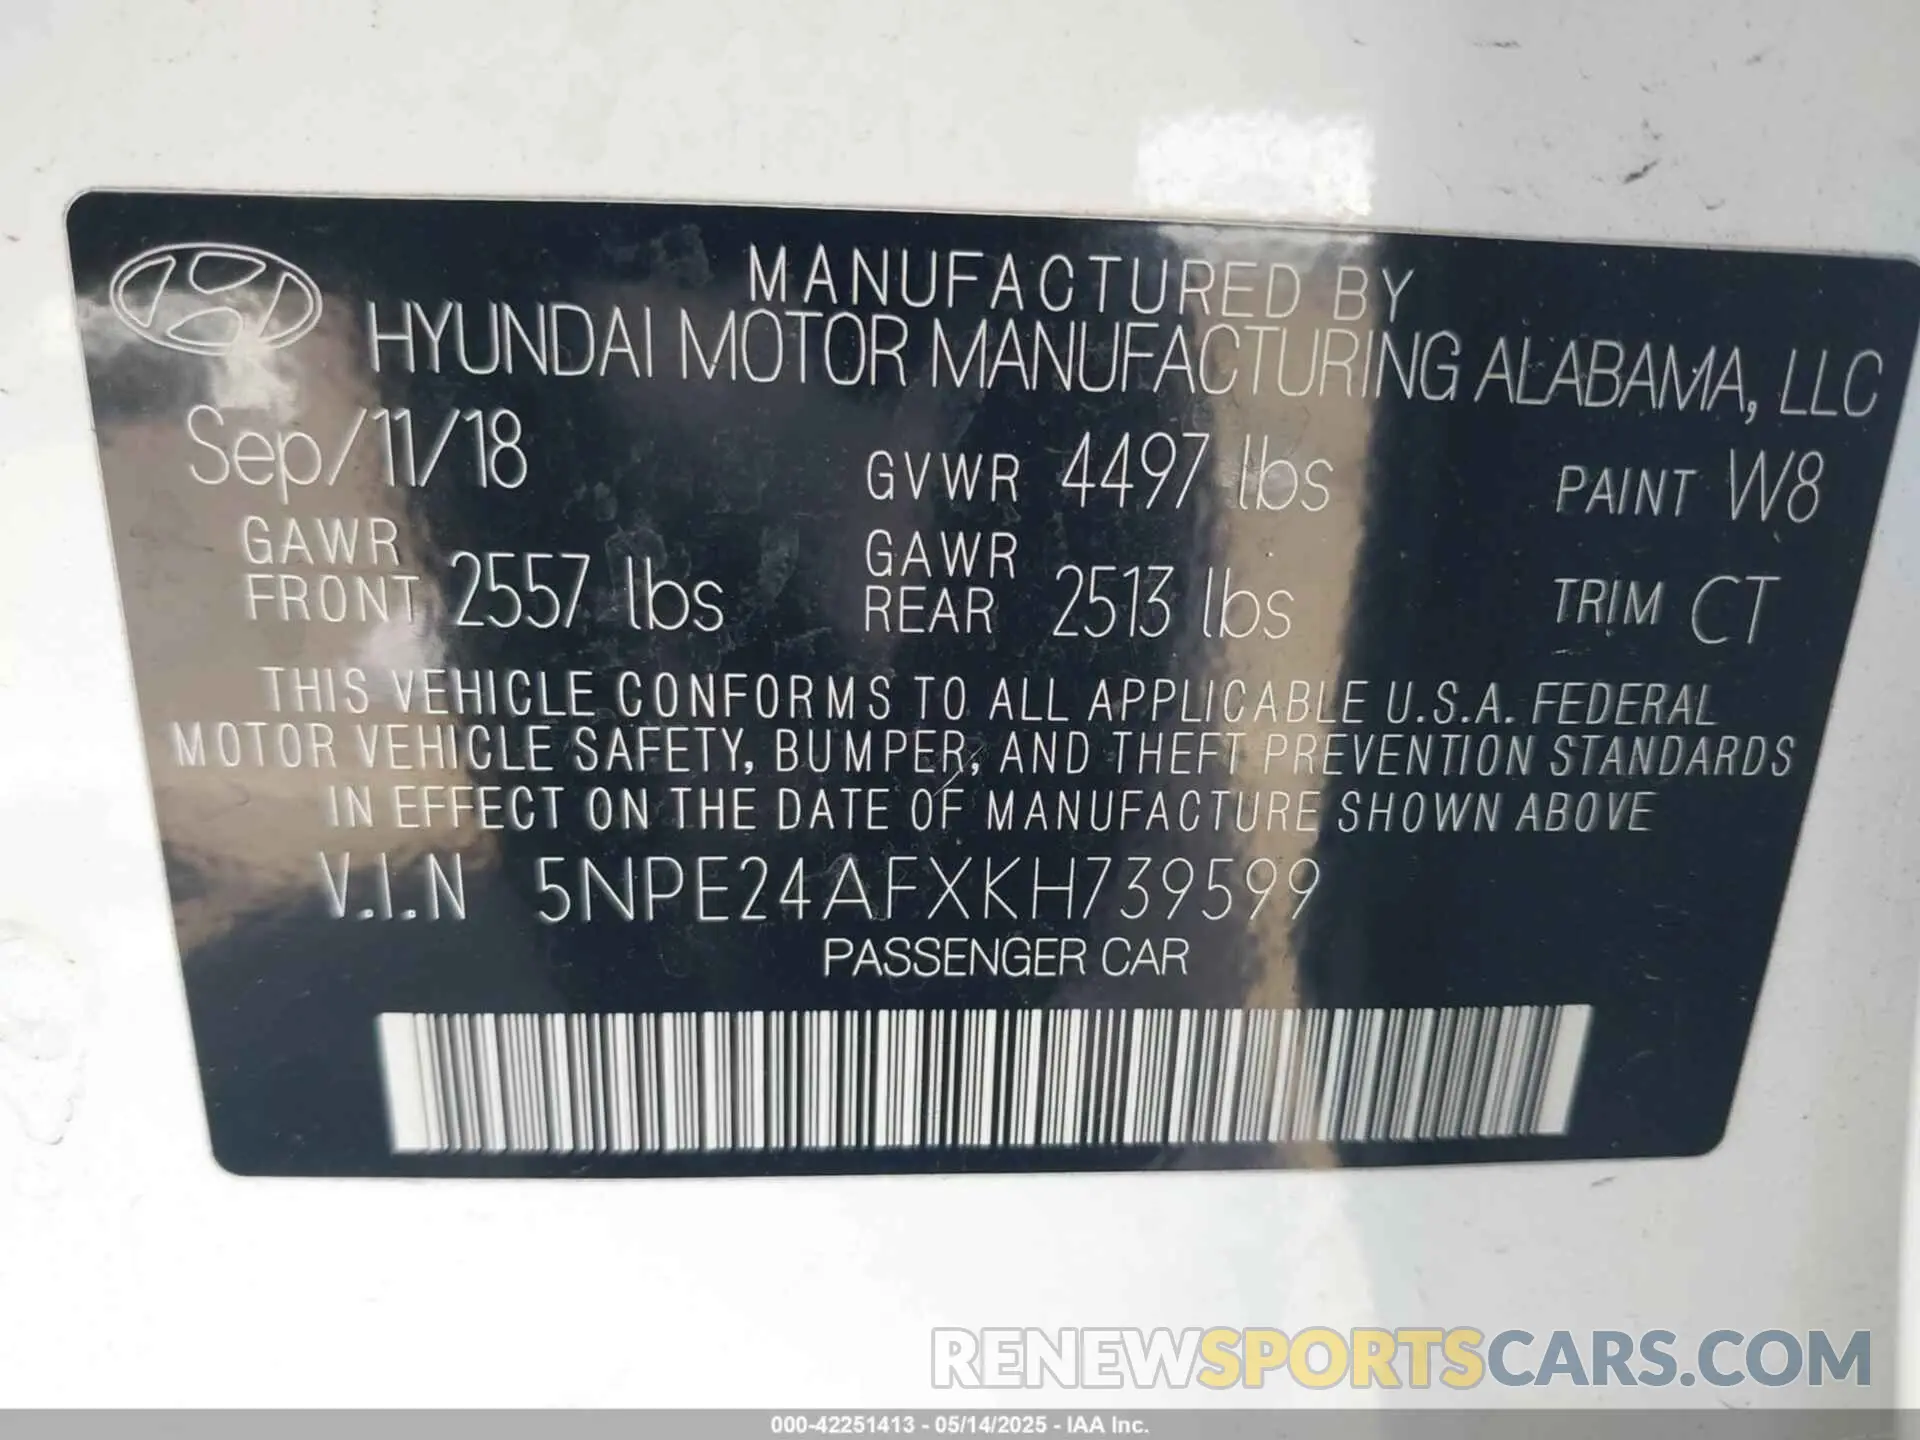 MANUFACTURED BY
HYUNDAI MOTOR MANUFACTURING ALABAMA, LLC
Sep/11/18 GVWR 4497 lbs PAINT W8
GAWR FRONT 2557 lbs GAWR REAR 2513 lbs TRIM CT
THIS VEHICLE CONFORMS TO ALL APPLICABLE U.S.A. FEDERAL
MOTOR VEHICLE SAFETY, BUMPER, AND THEFT PREVENTION STANDARDS
IN EFFECT ON THE DATE OF MANUFACTURE SHOWN ABOVE
V.I.N 5NPE24AFXKH739599
PASSENGER CAR
RENEWSPORTSCARS.COM
000-42251413 - 05/14/2025 - IAA Inc.